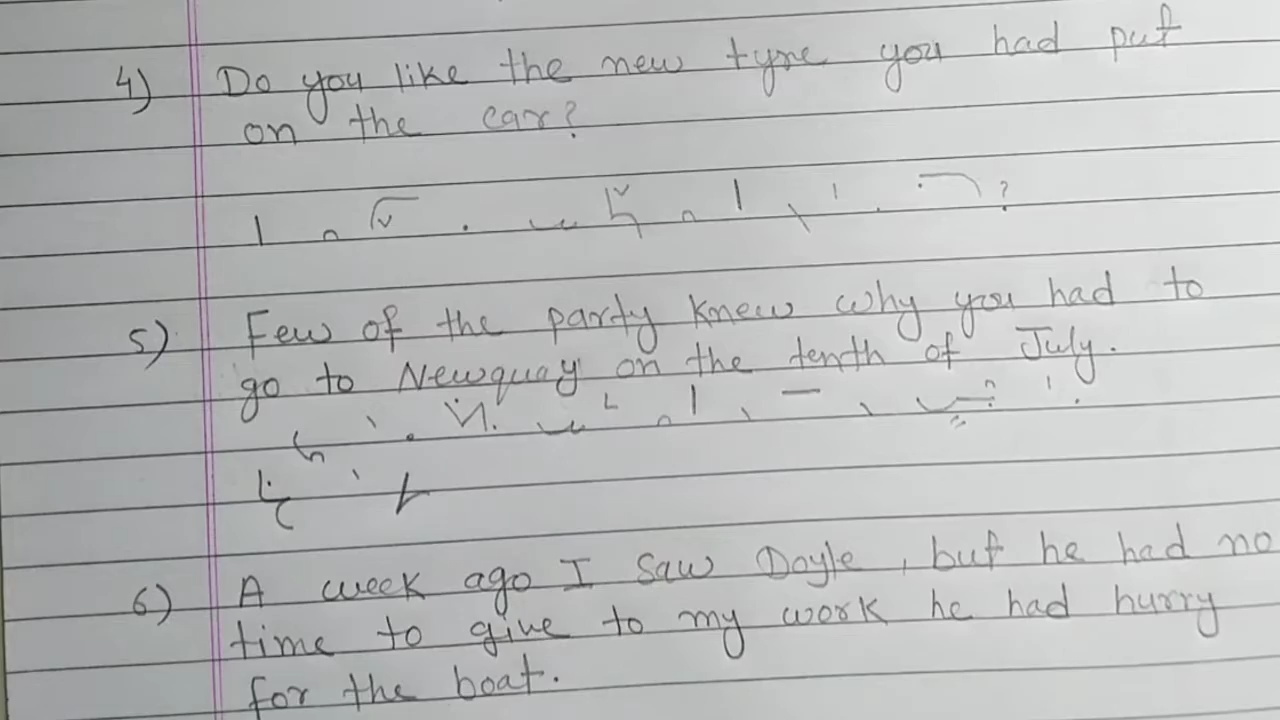 4) Do you like the new tyre you had put
on the car?
5) Few of the party knew why you had to
go to Newquay on the tenth of July.
6) A week ago I saw Doyle, but he had no
time to give to my work he had hurry
for the boat.